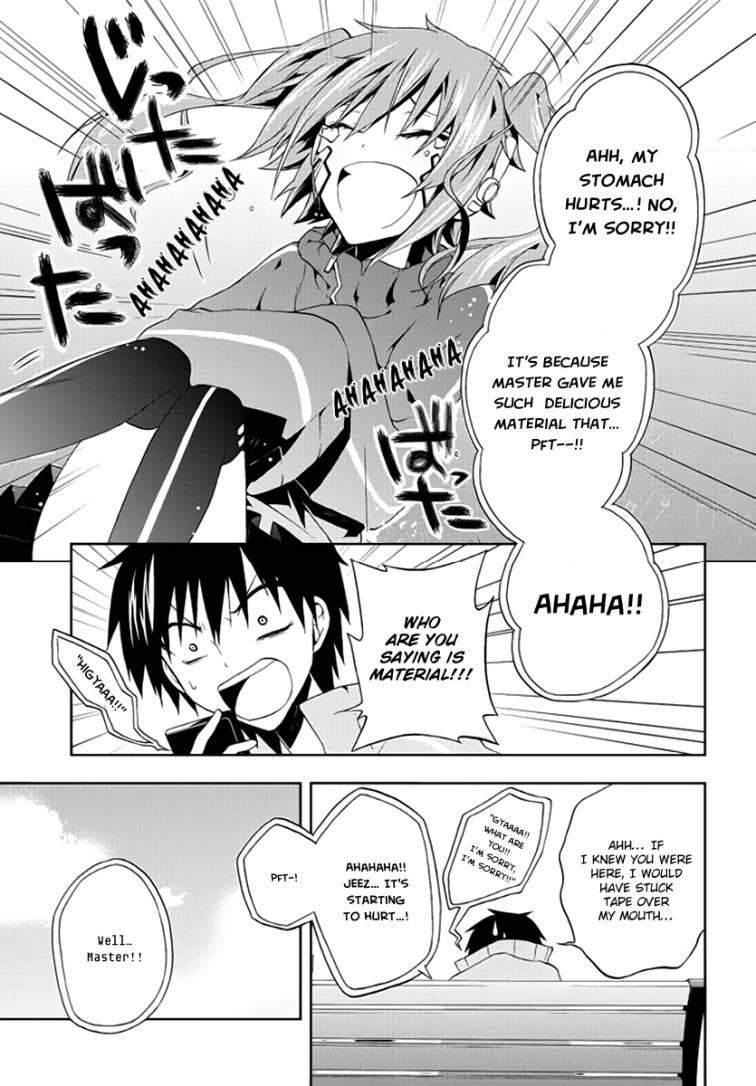 AHH, MY
STOMACH
HURTS...! NO,
I'M SORRY!!
じったばった
AHAHAHAHAHA
IT'S BECAUSE
MASTER GAVE ME
SUCH DELICIOUS
MATERIAL THAT...
PFT--!!
AHAHAHAHA
ばった
AHAHA!!
WHO
ARE YOU
SAYING IS
MATERIAL!!!
"HIGYAAA!!"
AHH... IF
I KNEW YOU WERE
HERE, I WOULD
HAVE STUCK
TAPE OVER
MY MOUTH...
"GYAAAA!!
WHAT ARE
YOU!!
I'M SORRY,
I'M SORRY!!"
AHAHAHA!!
JEEZ... IT'S
STARTING
TO HURT...!
PFT-!
Well…
Master!!